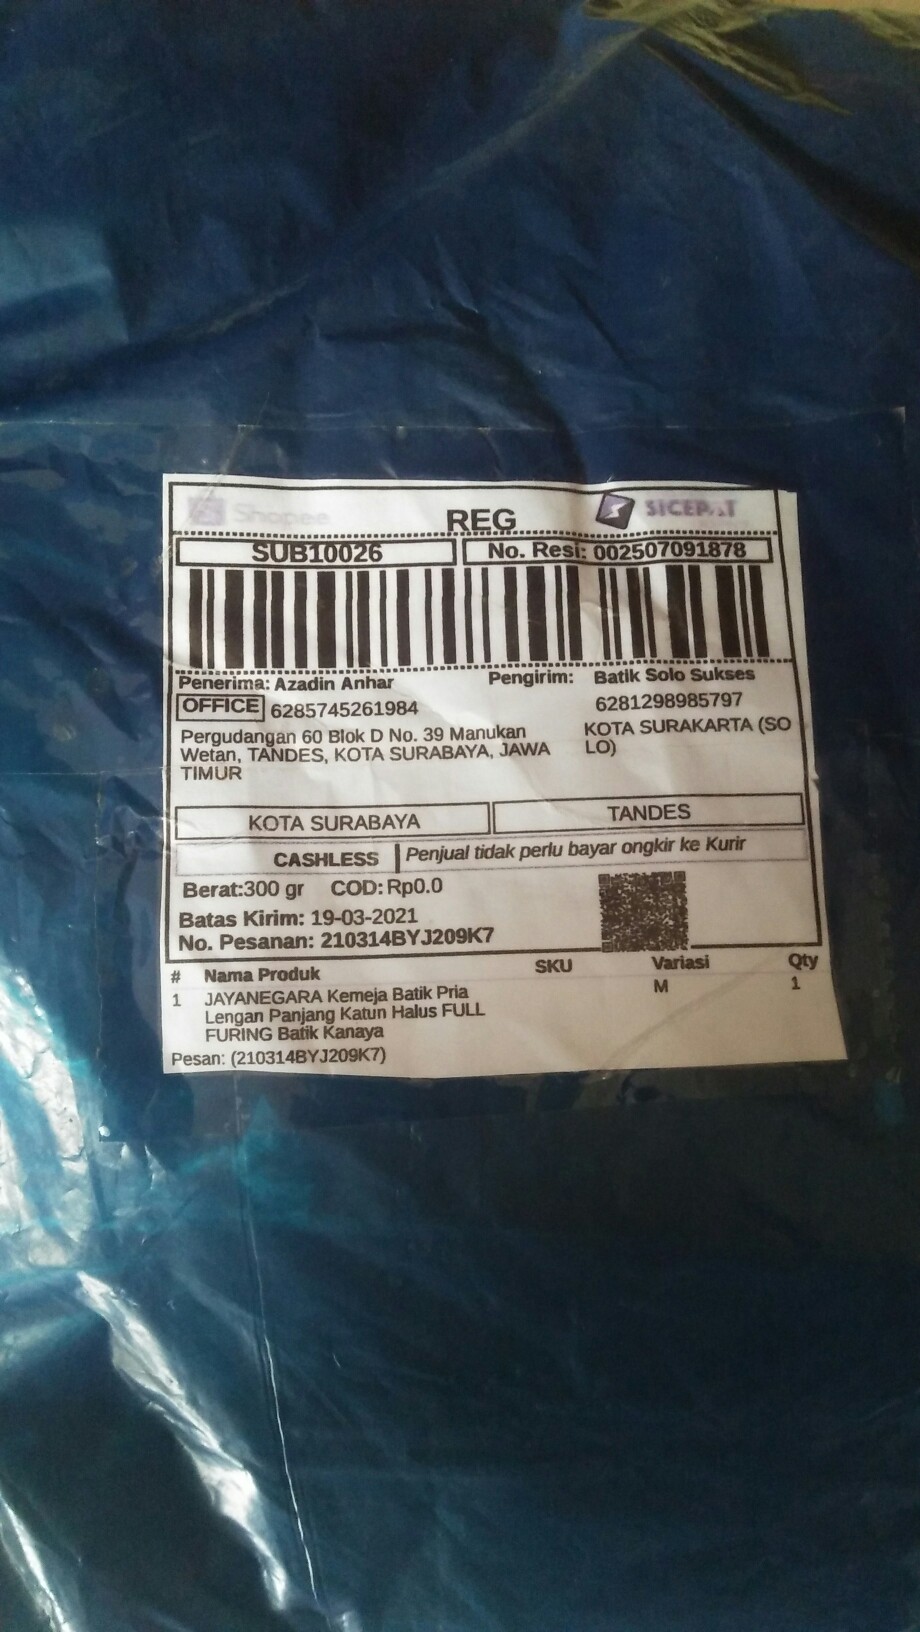 Shopee
REG
SICEPAT
SUB10026
No. Resi: 002507091878
Penerima: Azadin Anhar
OFFICE 6285745261984
Pergudangan 60 Blok D No. 39 Manukan
Wetan, TANDES, KOTA SURABAYA, JAWA
TIMUR
Pengirim: Batik Solo Sukses
6281298985797
KOTA SURAKARTA (SO
LO)
KOTA SURABAYA
TANDES
CASHLESS
Penjual tidak perlu bayar ongkir ke Kurir
Berat:300 gr COD: Rp0.0
Batas Kirim: 19-03-2021
No. Pesanan: 210314BYJ209K7
# Nama Produk SKU Variasi Qty
1 JAYANEGARA Kemeja Batik Pria M 1
Lengan Panjang Katun Halus FULL
FURING Batik Kanaya
Pesan: (210314BYJ209K7)